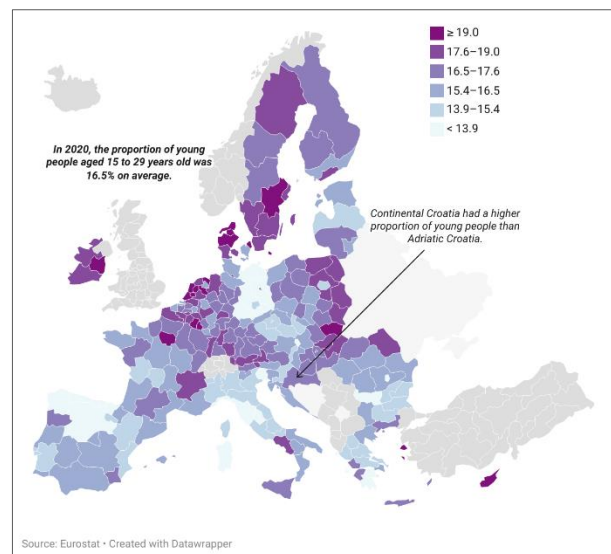 ≥ 19.0
17.6–19.0
16.5–17.6
15.4–16.5
13.9–15.4
< 13.9
In 2020, the proportion of young
people aged 15 to 29 years old was
16.5% on average.
Continental Croatia had a higher
proportion of young people than
Adriatic Croatia.
Source: Eurostat • Created with Datawrapper